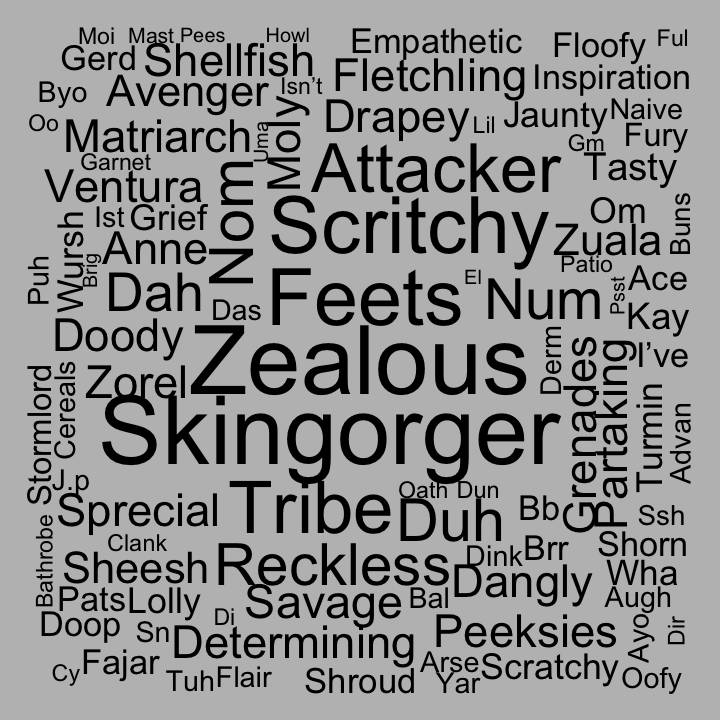 Moi Mast Pees Howl Empathetic Floofy Ful
Gerd Shellfish Fletchling Inspiration
Byo Avenger Isn't Drapey Lil Jaunty Naive
Oo Matriarch Uma Moly Gm Fury
Garnet Attacker Tasty
Ventura Nom Scritchy Om Buns
Wursh Ist Grief Zuala
Puh Brig Anne Patio Psst Ace
Dah Das Feets El Num Kay
Doody Zealous Derm I've
Stormlord Cereals Zorel Grenades Partaking Turmin Advan
Skingorger
J.p Oath Dun
Sprecial Tribe Duh Bb Ssh
Bathrobe Clank Reckless Dink Brr Shorn
Sheesh Dangly Wha
Pats Lolly Savage Bal Augh
Doop Sn Di Determining Peeksies Ayo Dir
Cy Fajar Tuh Flair Shroud Arse Yar Scratchy Oofy